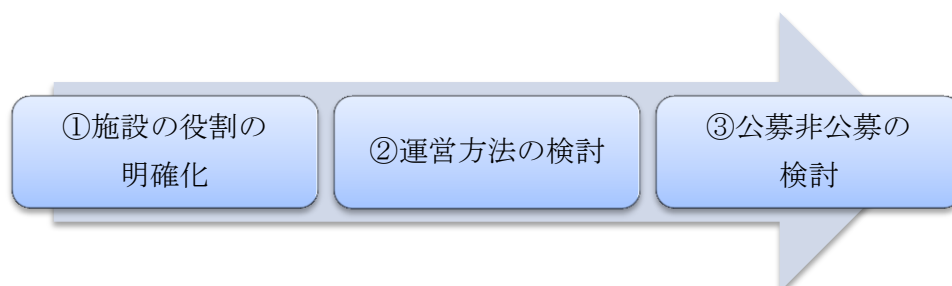 ①施設の役割の
明確化
②運営方法の検討
③公募非公募の
検討